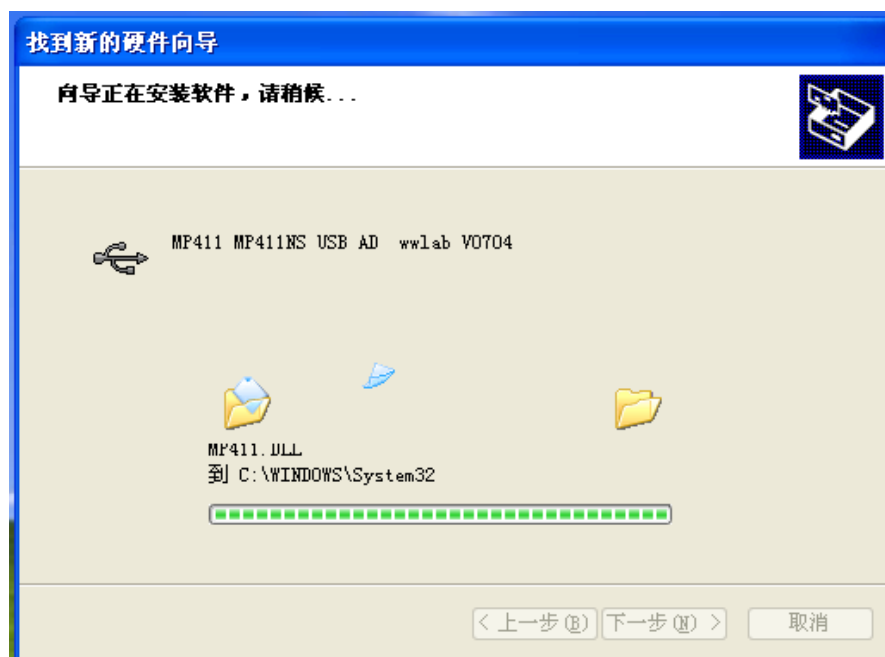 找到新的硬件向导
向导正在安装软件，请稍候...
MP411 MP411NS USB AD  wwlab V0704
MP411.DLL
到 C:\WINDOWS\System32
< 上一步(B) 下一步(N) > 取消